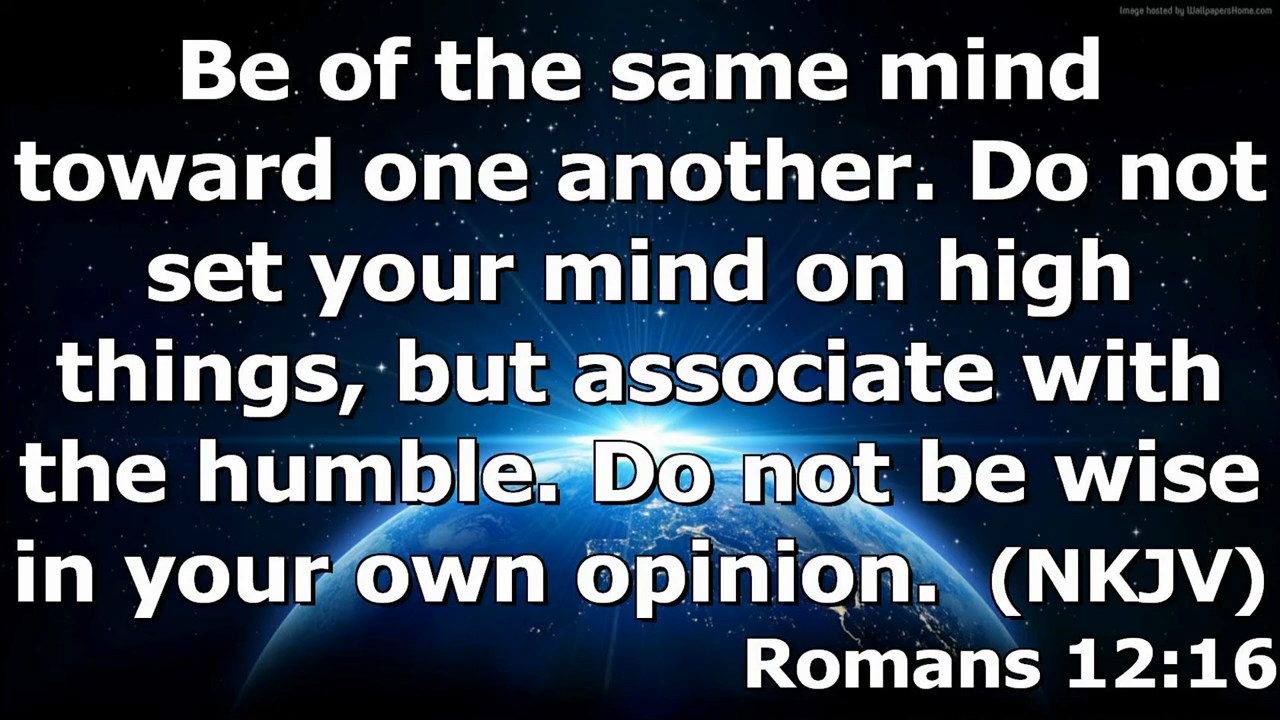 Image hosted by WallpapersHome.com
Be of the same mind
toward one another. Do not
set your mind on high
things, but associate with
the humble. Do not be wise
in your own opinion. (NKJV)
Romans 12:16